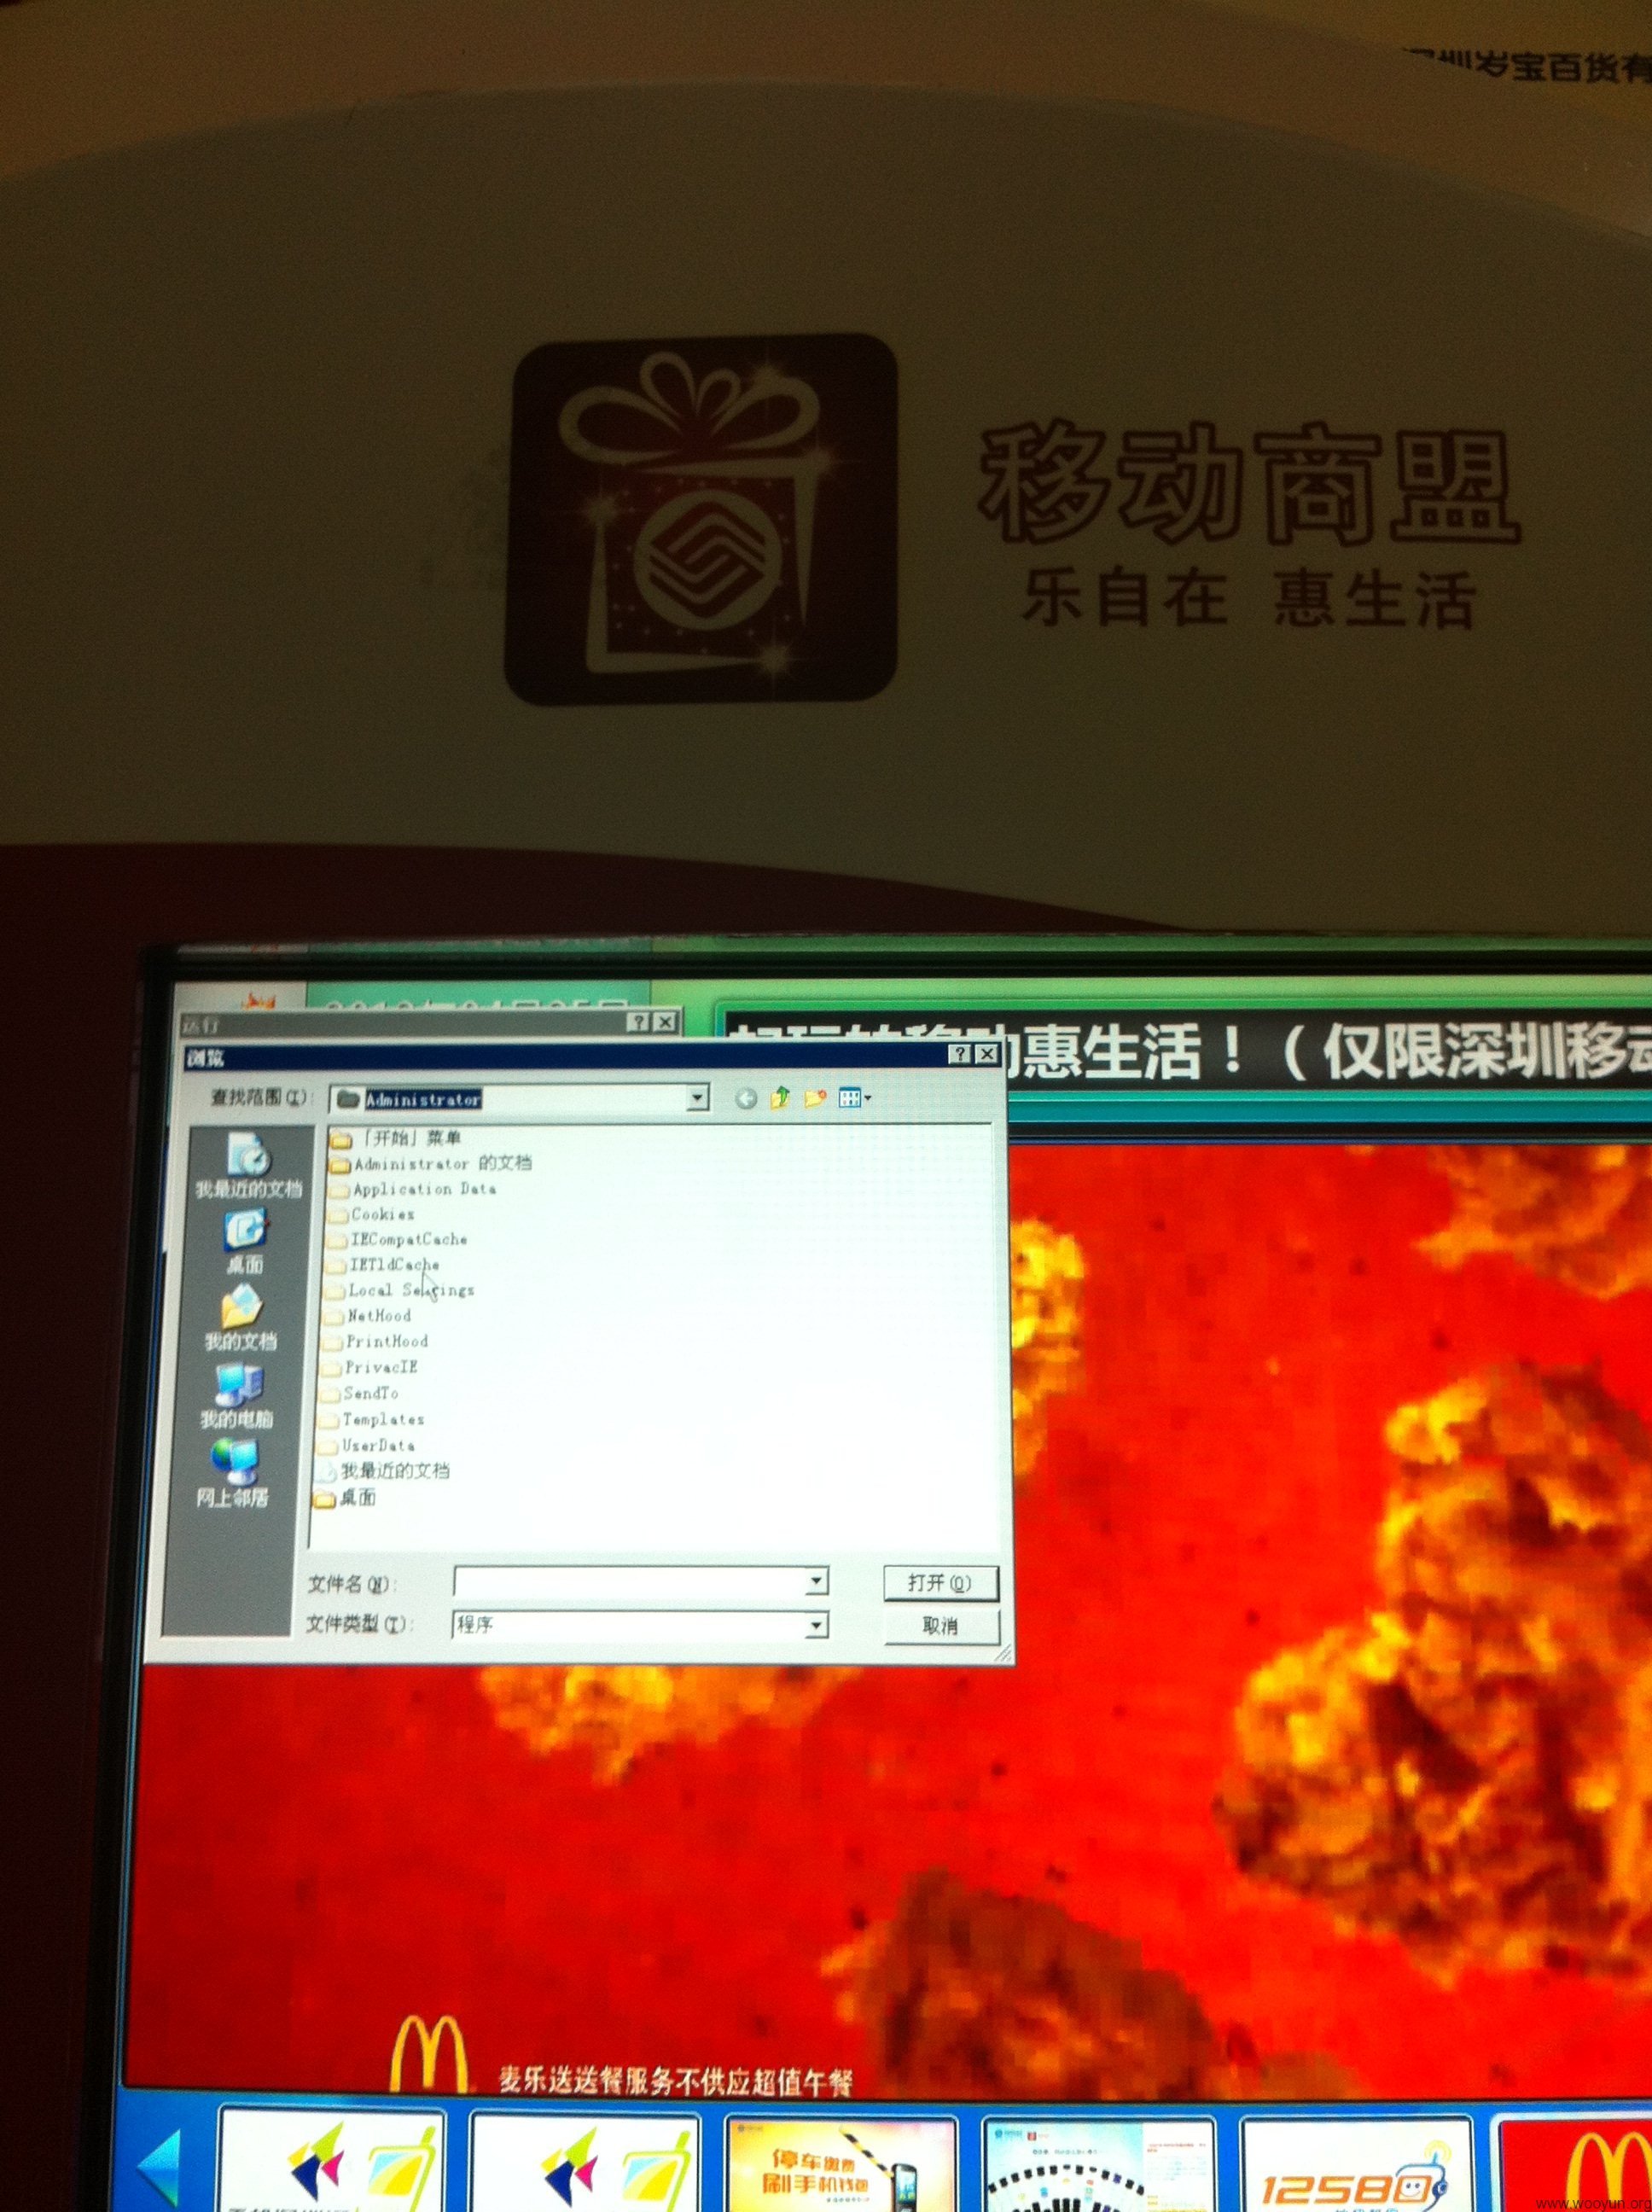 圳岁宝百货有
移动商盟
乐自在 惠生活
运行
惠生活！（仅限深圳移动
浏览
查找范围(I):
Administrator
「开始」菜单
Administrator 的文档
Application Data
Cookies
IECompatCache
IETldCache
Local Settings
NetHood
PrintHood
PrivacIE
SendTo
Templates
UserData
我最近的文档
桌面
我最近的文档
桌面
我的文档
我的电脑
网上邻居
文件名(N):
打开(O)
文件类型(T):
程序
取消
麦乐送送餐服务不供应超值午餐
停车缴费
刷手机钱包
12580
www.wooyun.org